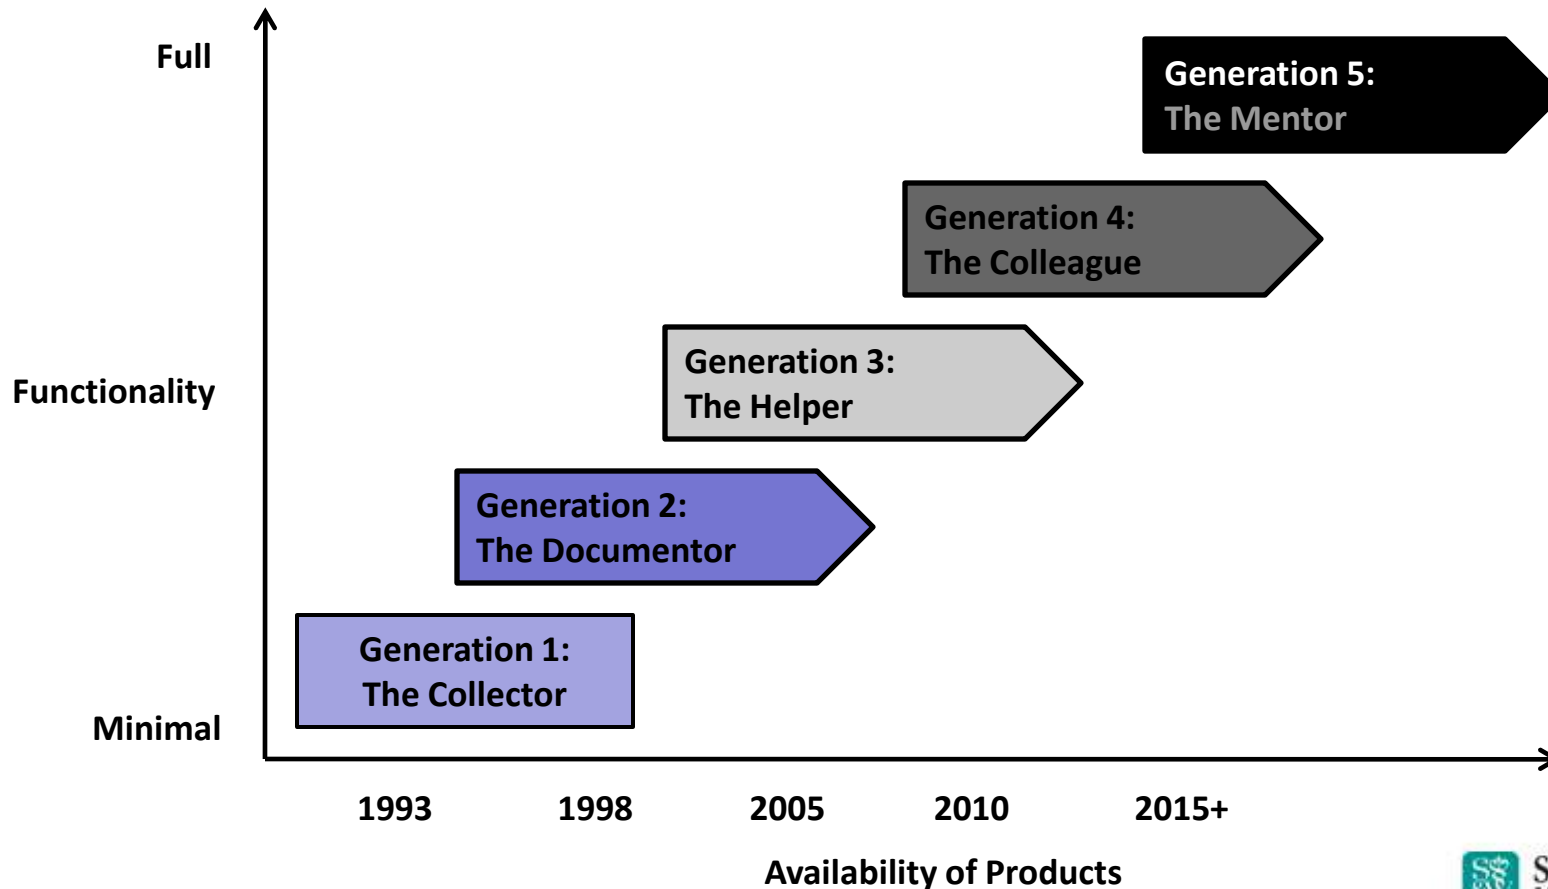 Full
Generation 5:
The Mentor
Generation 4:
The Colleague
Functionality
Generation 3:
The Helper
Generation 2:
The Documentor
Generation 1:
The Collector
Minimal
1993 1998 2005 2010 2015+
Availability of Products